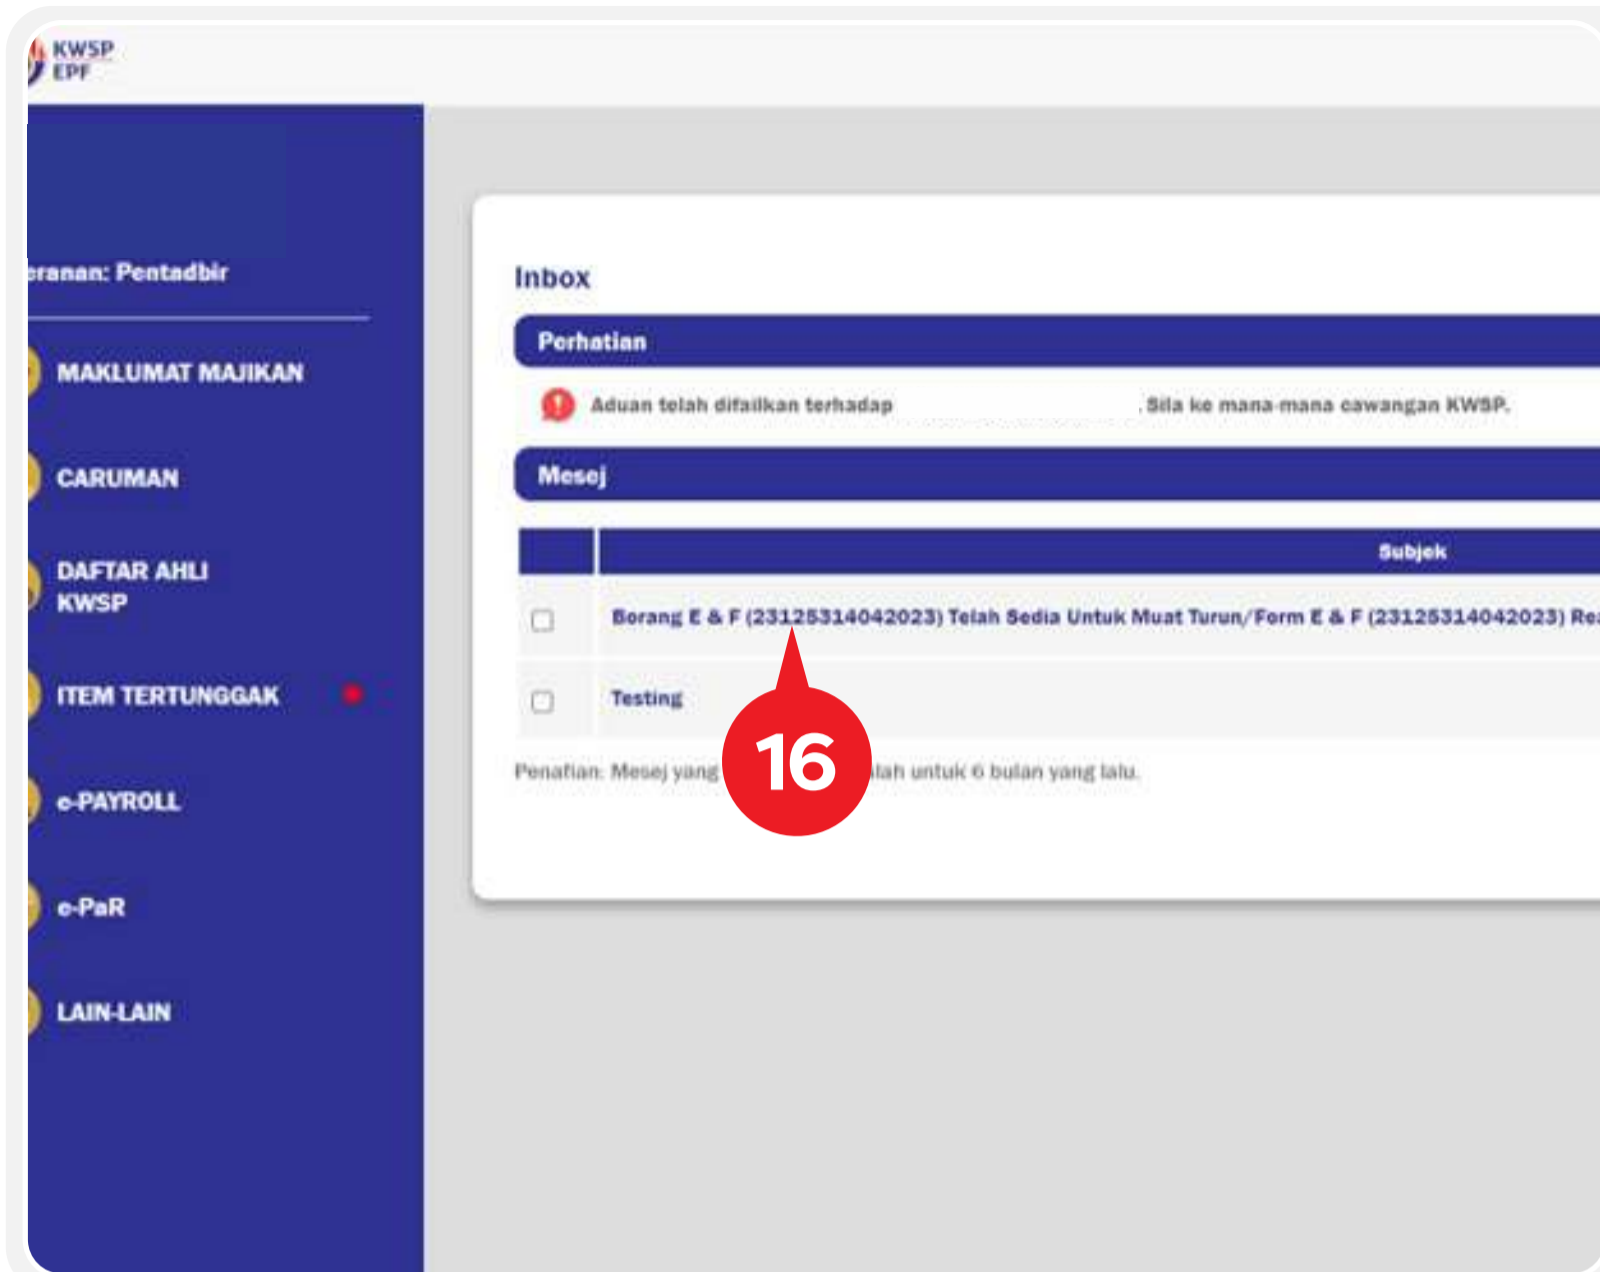 KWSP
EPF
eranan: Pentadbir
MAKLUMAT MAJIKAN
CARUMAN
DAFTAR AHLI
KWSP
ITEM TERTUNGGAK
e-PAYROLL
e-PaR
LAIN-LAIN
Inbox
Perhatian
Aduan telah difailkan terhadap . Sila ke mana-mana cawangan KWSP.
Mesej
Subjek
Borang E & F (23125314042023) Telah Sedia Untuk Muat Turun/Form E & F (23125314042023) Rea
Testing
16
Penafian: Mesej yang lah untuk 6 bulan yang lalu.